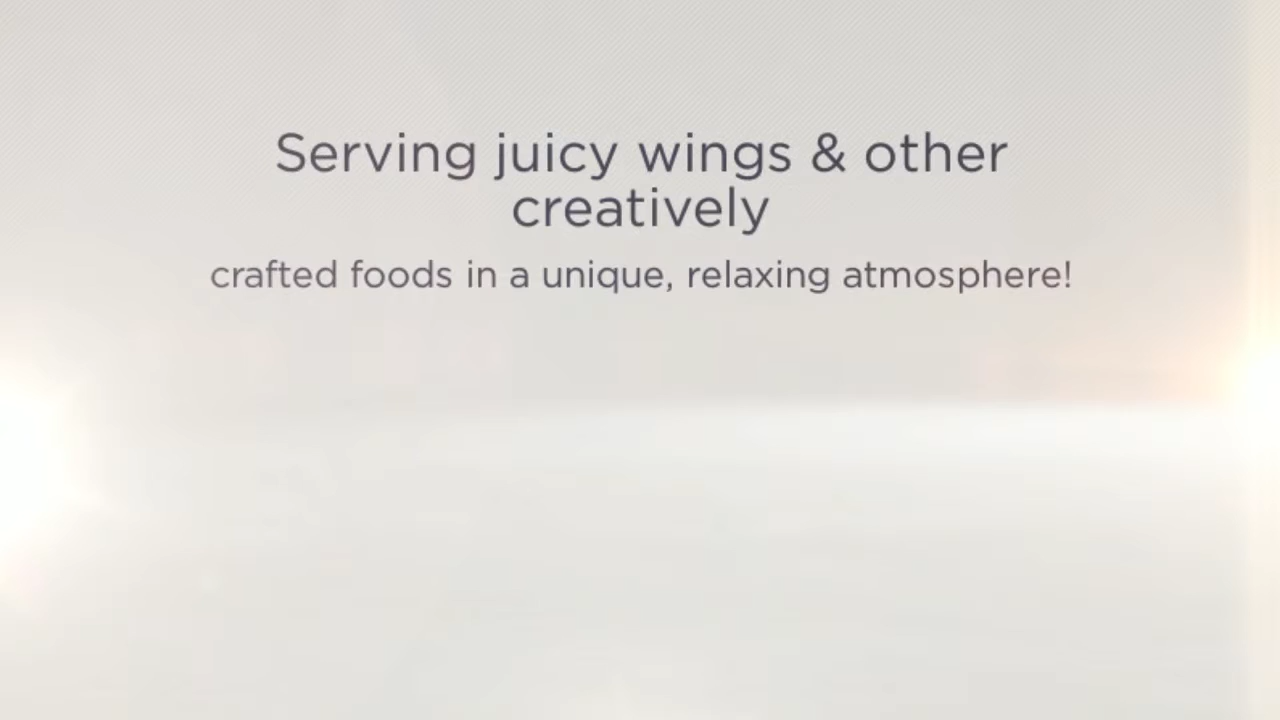 Serving juicy wings & other
creatively
crafted foods in a unique, relaxing atmosphere!